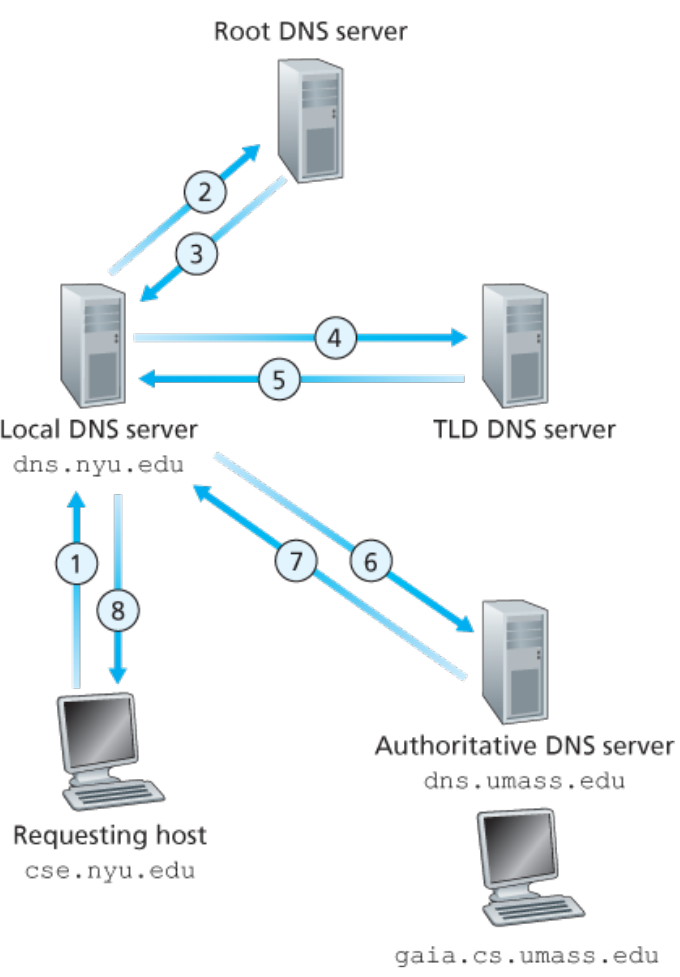 Root DNS server
2
3
4
5
Local DNS server
dns.nyu.edu
TLD DNS server
1
8
7
6
Authoritative DNS server
dns.umass.edu
Requesting host
cse.nyu.edu
gaia.cs.umass.edu